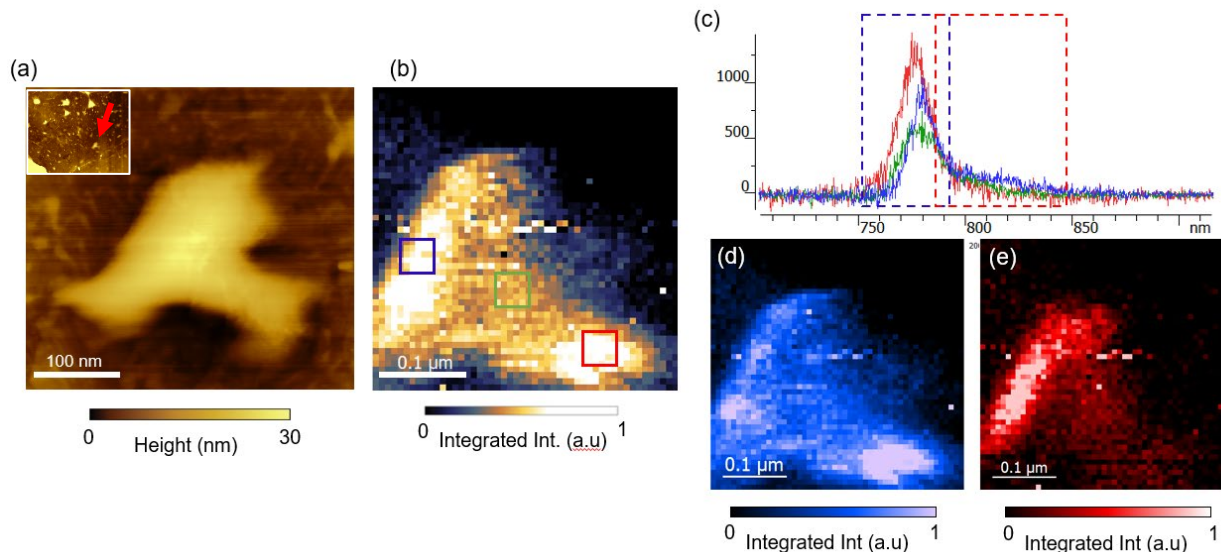 (a)
100 nm
0
30
Height (nm)
(b)
0.1 µm
0
1
Integrated Int. (a.u)
(c)
1000
500
0
750
800
850
nm
(d)
0.1 µm
0
1
Integrated Int (a.u)
20
(e)
0.1 µm
0
1
Integrated Int (a.u)